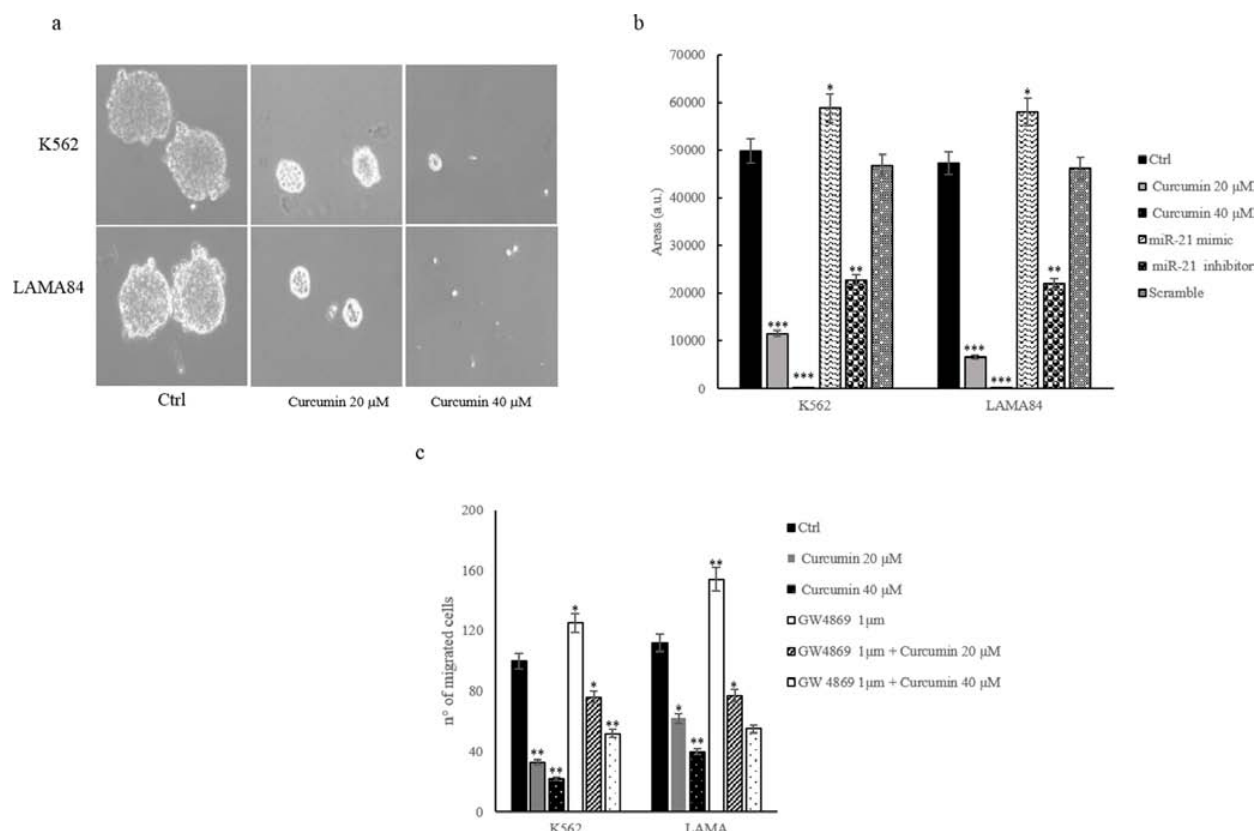 a
K562
LAMA84
Ctrl
Curcumin 20 µM
Curcumin 40 µM
b
70000
60000
50000
40000
30000
20000
10000
0
Areas (a.u.)
*
*
***
***
**
***
***
**
K562
LAMA84
Ctrl
Curcumin 20 µM
Curcumin 40 µM
miR-21 mimic
miR-21 inhibitor
Scramble
c
200
160
120
80
40
0
n° of migrated cells
**
**
*
*
**
*
**
**
*
K562
LAMA
Ctrl
Curcumin 20 µM
Curcumin 40 µM
GW4869 1µm
GW4869 1µm + Curcumin 20 µM
GW 4869 1µm + Curcumin 40 µM